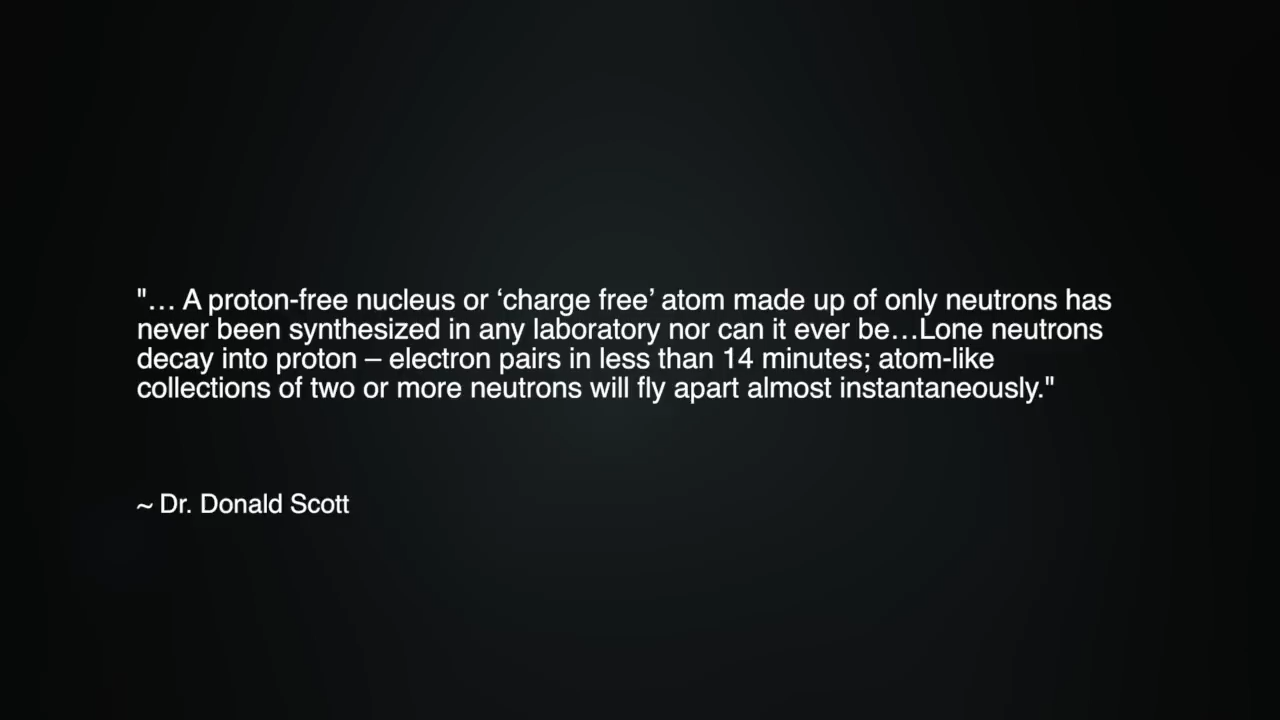 "… A proton-free nucleus or ‘charge free’ atom made up of only neutrons has
never been synthesized in any laboratory nor can it ever be…Lone neutrons
decay into proton – electron pairs in less than 14 minutes; atom-like
collections of two or more neutrons will fly apart almost instantaneously."
~ Dr. Donald Scott